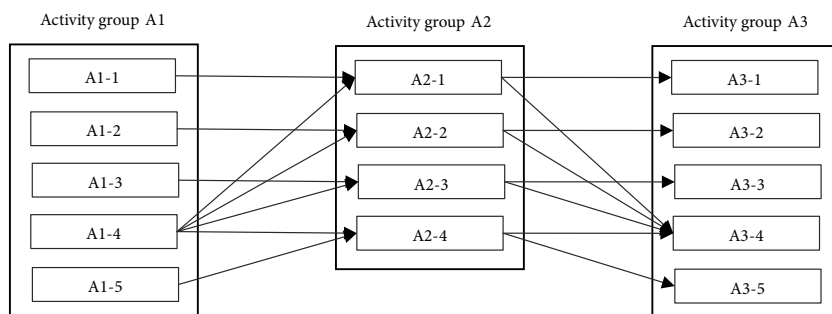 Activity group A1
Activity group A2
Activity group A3
A1-1
A2-1
A3-1
A1-2
A2-2
A3-2
A1-3
A2-3
A3-3
A1-4
A2-4
A3-4
A1-5
A3-5